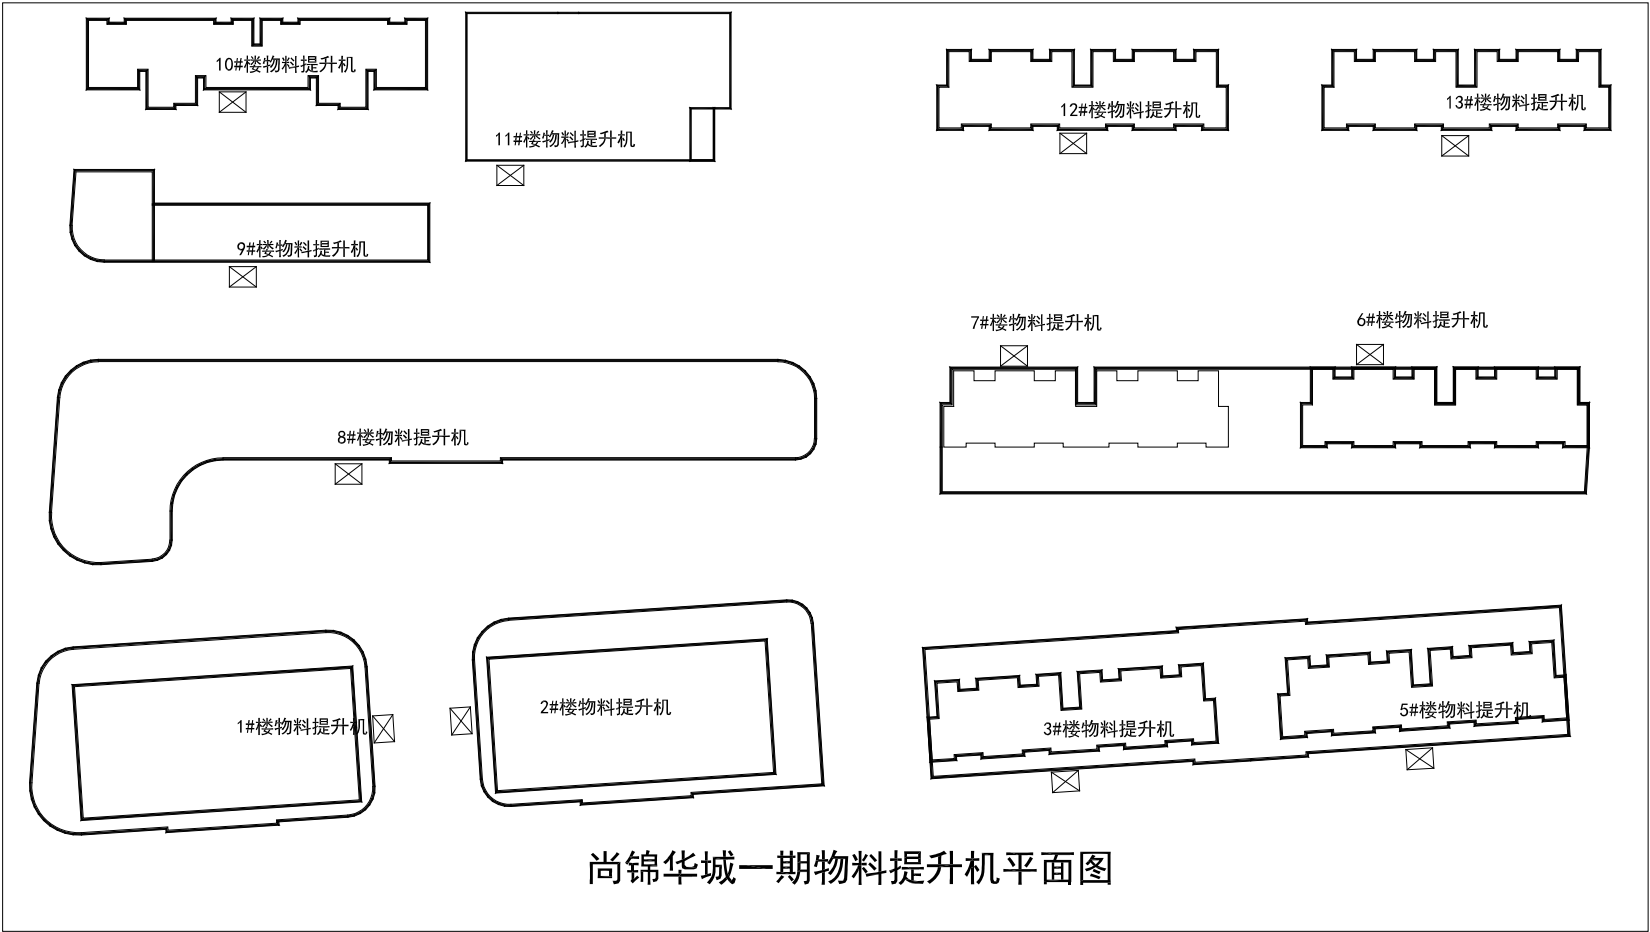 10#楼物料提升机
11#楼物料提升机
12#楼物料提升机
13#楼物料提升机
9#楼物料提升机
7#楼物料提升机
6#楼物料提升机
8#楼物料提升机
1#楼物料提升机
2#楼物料提升机
3#楼物料提升机
5#楼物料提升机
尚锦华城一期物料提升机平面图